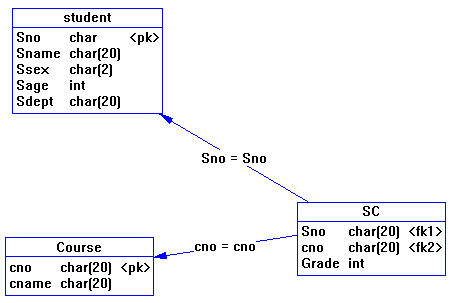 student
Sno char <pk>
Sname char(20)
Ssex char(2)
Sage int
Sdept char(20)
Sno = Sno
SC
Sno char(20) <fk1>
cno char(20) <fk2>
Grade int
cno = cno
Course
cno char(20) <pk>
cname char(20)